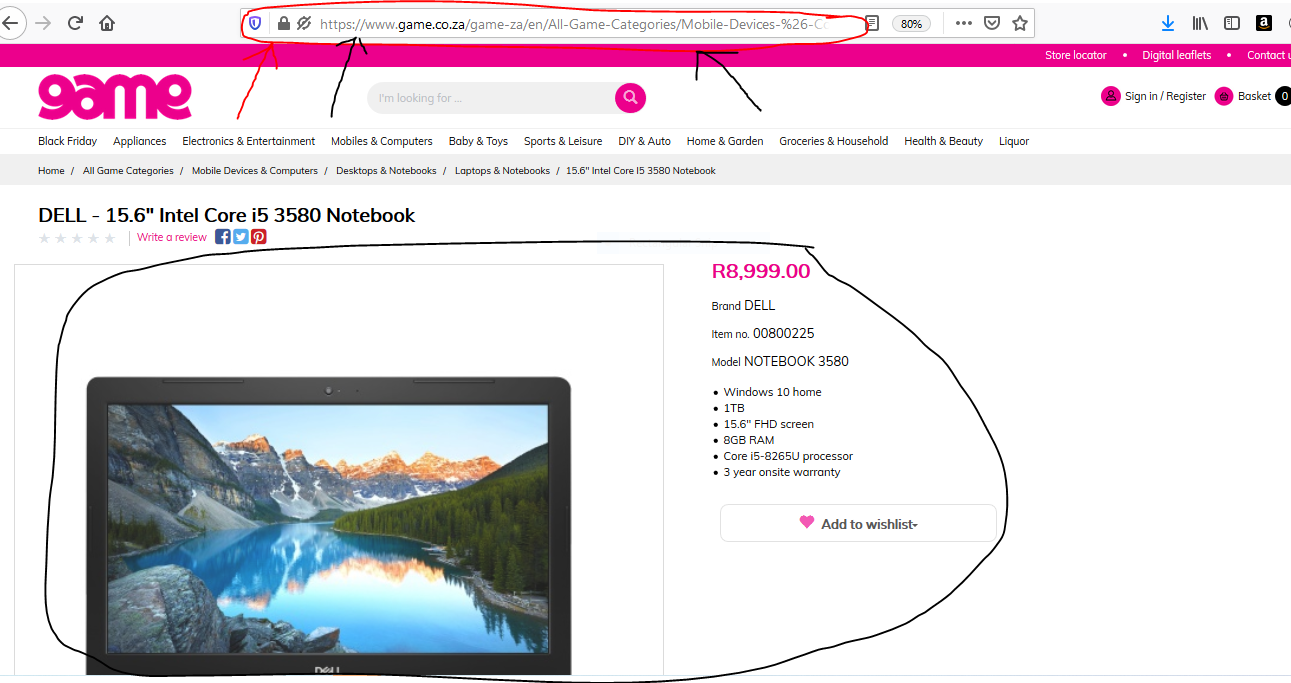 https://www.game.co.za/game-za/en/All-Game-Categories/Mobile-Devices-%26-C
80%
Store locator • Digital leaflets • Contact u
game
I'm looking for ...
Sign in / Register
Basket 0
Black Friday Appliances Electronics & Entertainment Mobiles & Computers Baby & Toys Sports & Leisure DIY & Auto Home & Garden Groceries & Household Health & Beauty Liquor
Home / All Game Categories / Mobile Devices & Computers / Desktops & Notebooks / Laptops & Notebooks / 15.6" Intel Core I5 3580 Notebook
DELL - 15.6" Intel Core i5 3580 Notebook
Write a review
R8,999.00
Brand DELL
Item no. 00800225
Model NOTEBOOK 3580
• Windows 10 home
• 1TB
• 15.6" FHD screen
• 8GB RAM
• Core i5-8265U processor
• 3 year onsite warranty
Add to wishlist
DELL